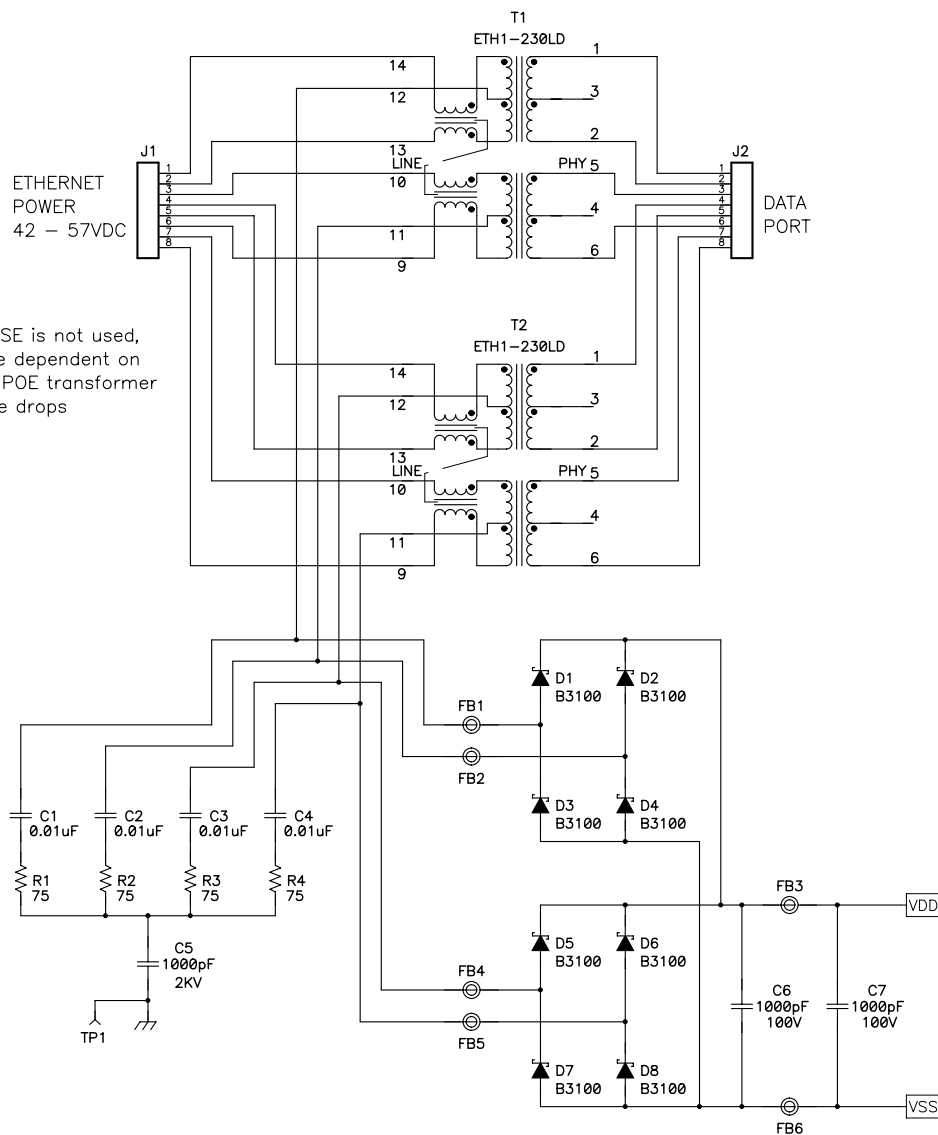 T1
ETH1-230LD
14
1
12
3
13
2
LINE
PHY
10
5
11
4
9
6
J1
1
2
3
4
5
6
7
8
ETHERNET
POWER
42 – 57VDC
J2
1
2
3
4
5
6
7
8
DATA
PORT
SE is not used,
e dependent on
POE transformer
e drops
T2
ETH1-230LD
14
1
12
3
13
2
LINE
PHY
10
5
11
4
9
6
D1
B3100
D2
B3100
FB1
FB2
D3
B3100
D4
B3100
C1
0.01uF
C2
0.01uF
C3
0.01uF
C4
0.01uF
R1
75
R2
75
R3
75
R4
75
C5
1000pF
2KV
TP1
FB3
VDD
D5
B3100
D6
B3100
FB4
FB5
C6
1000pF
100V
C7
1000pF
100V
D7
B3100
D8
B3100
FB6
VSS